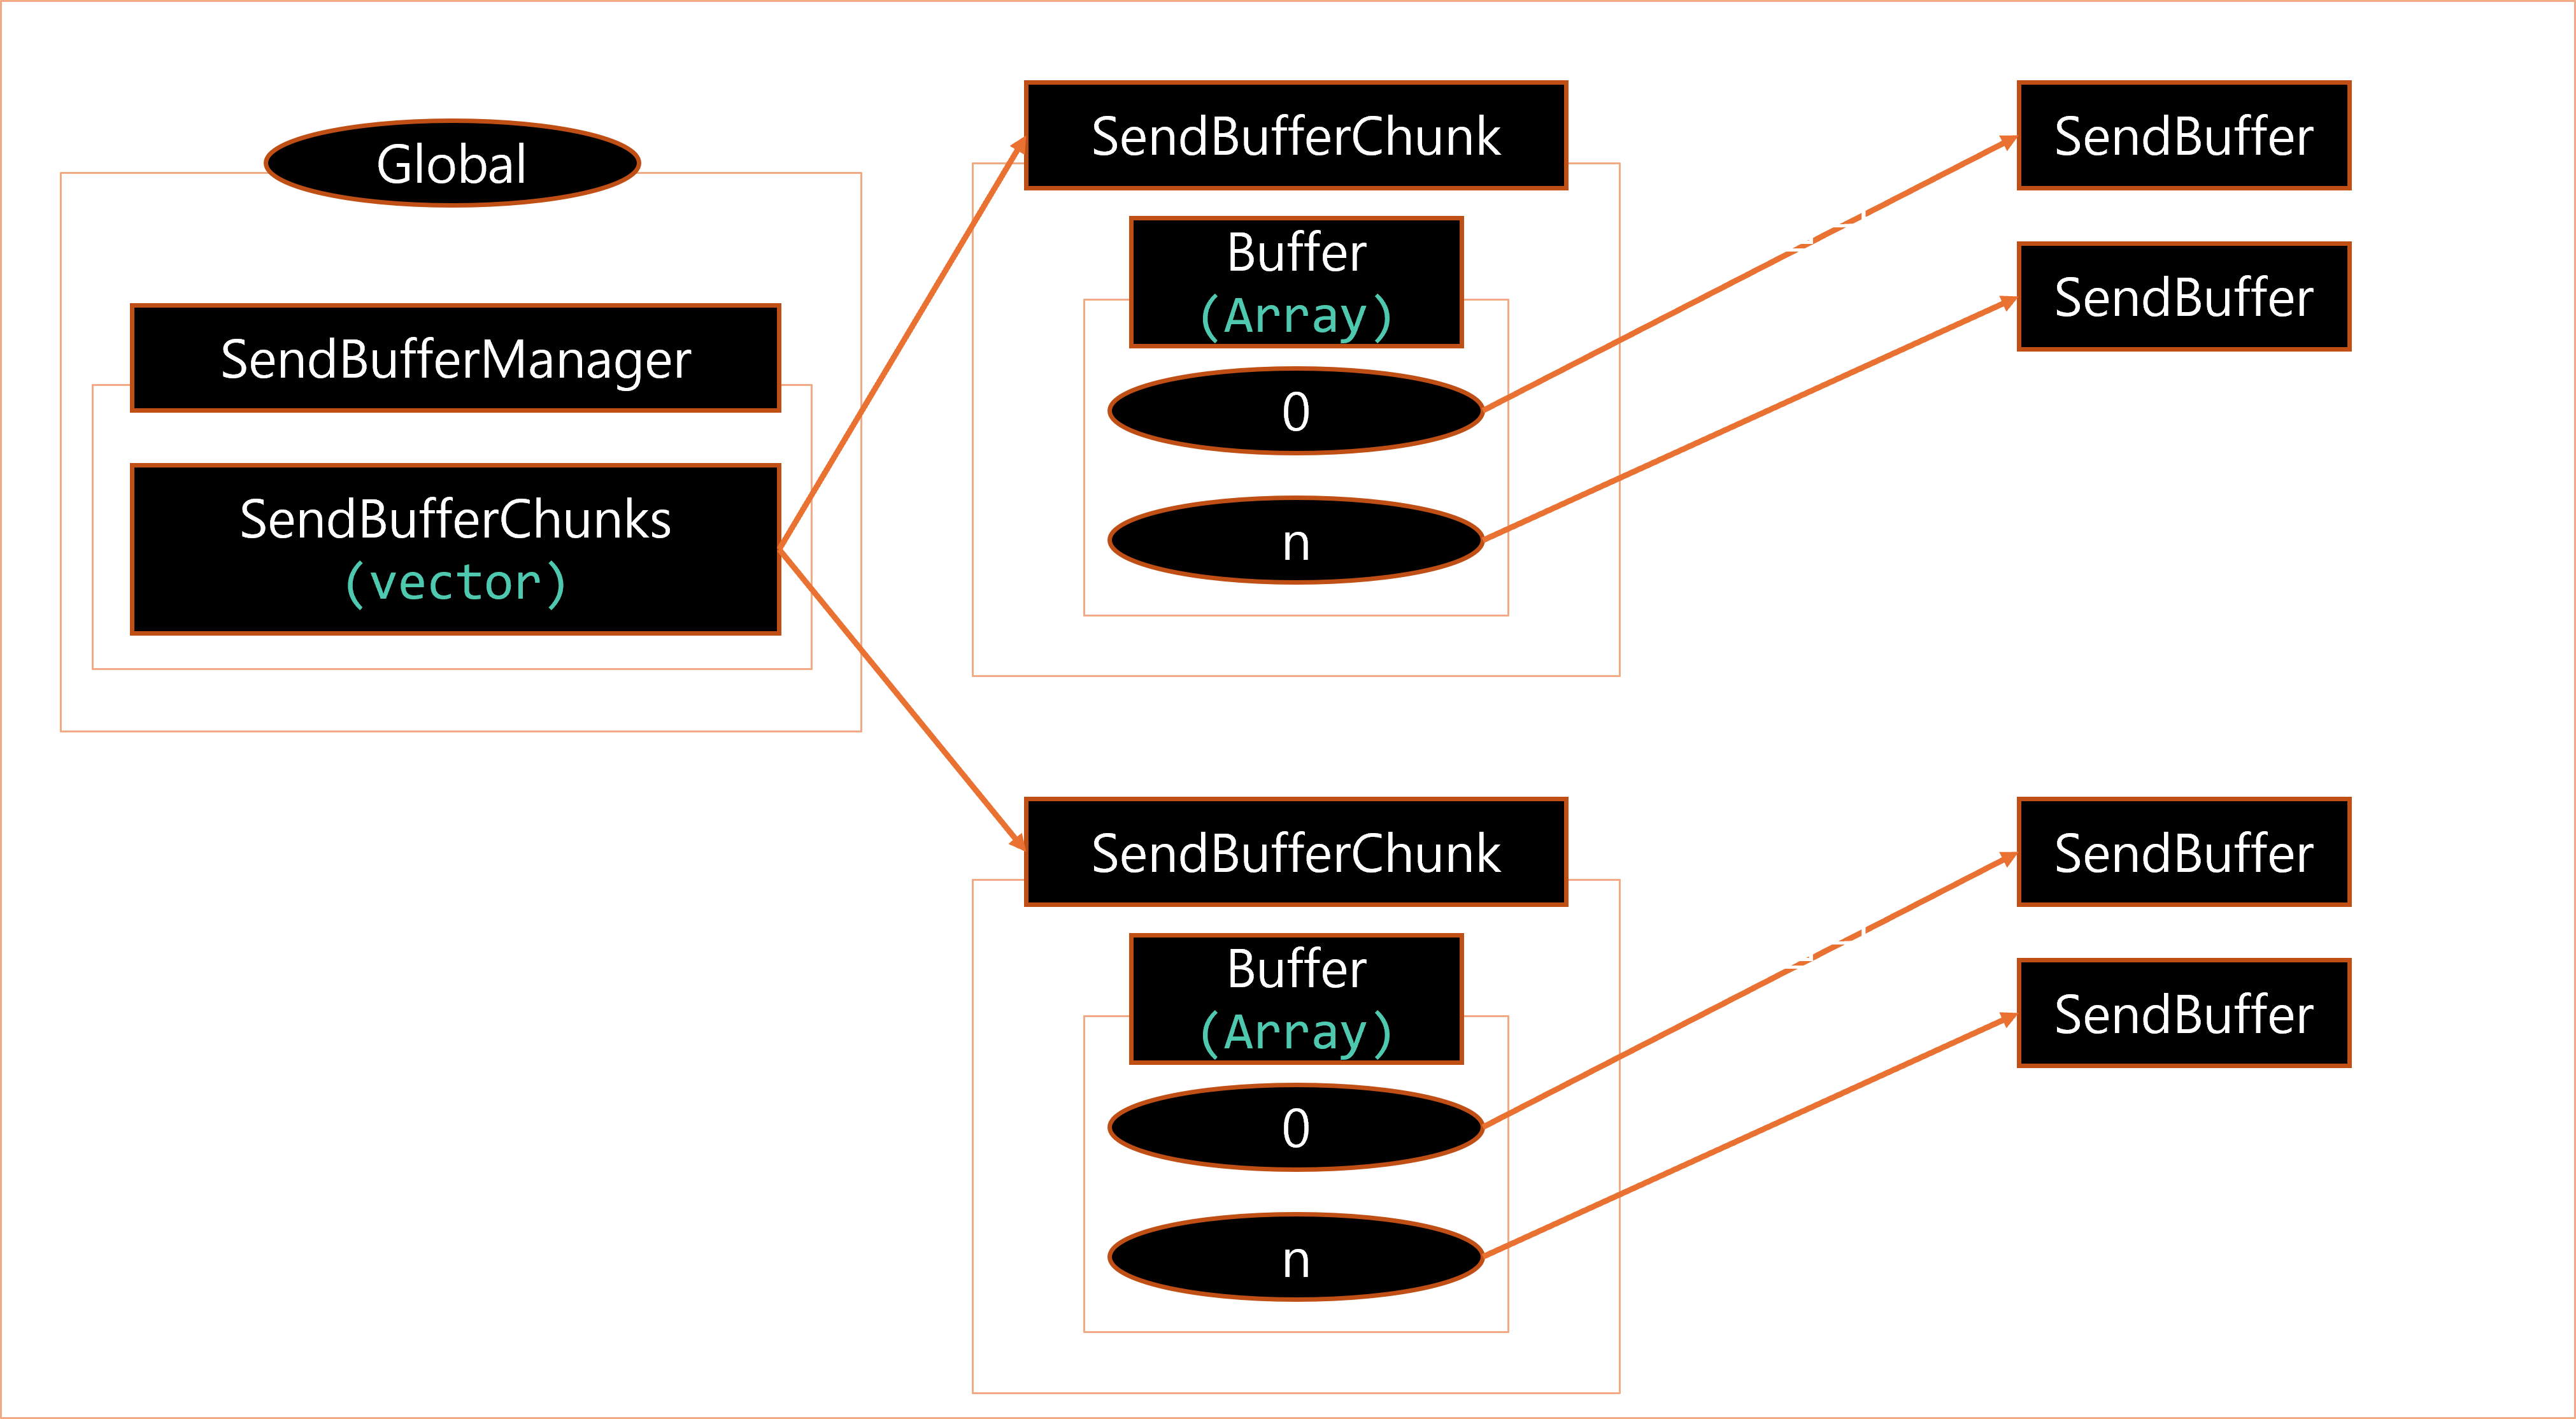 Global
SendBufferManager
SendBufferChunks
(vector)
SendBufferChunk
Buffer
(Array)
0
n
SendBuffer
SendBuffer
SendBufferChunk
Buffer
(Array)
0
n
SendBuffer
SendBuffer